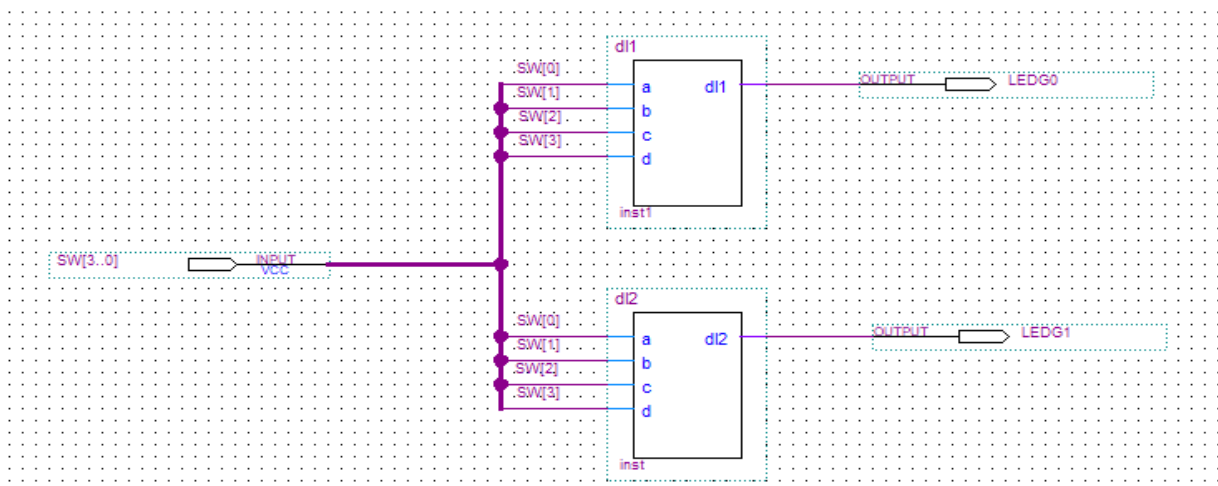 dl1
SW[0]
a
dl1
OUTPUT
LEDG0
SW[1]
b
SW[2]
c
SW[3]
d
inst1
SW[3..0]
INPUT
VCC
dl2
SW[0]
a
dl2
OUTPUT
LEDG1
SW[1]
b
SW[2]
c
SW[3]
d
inst